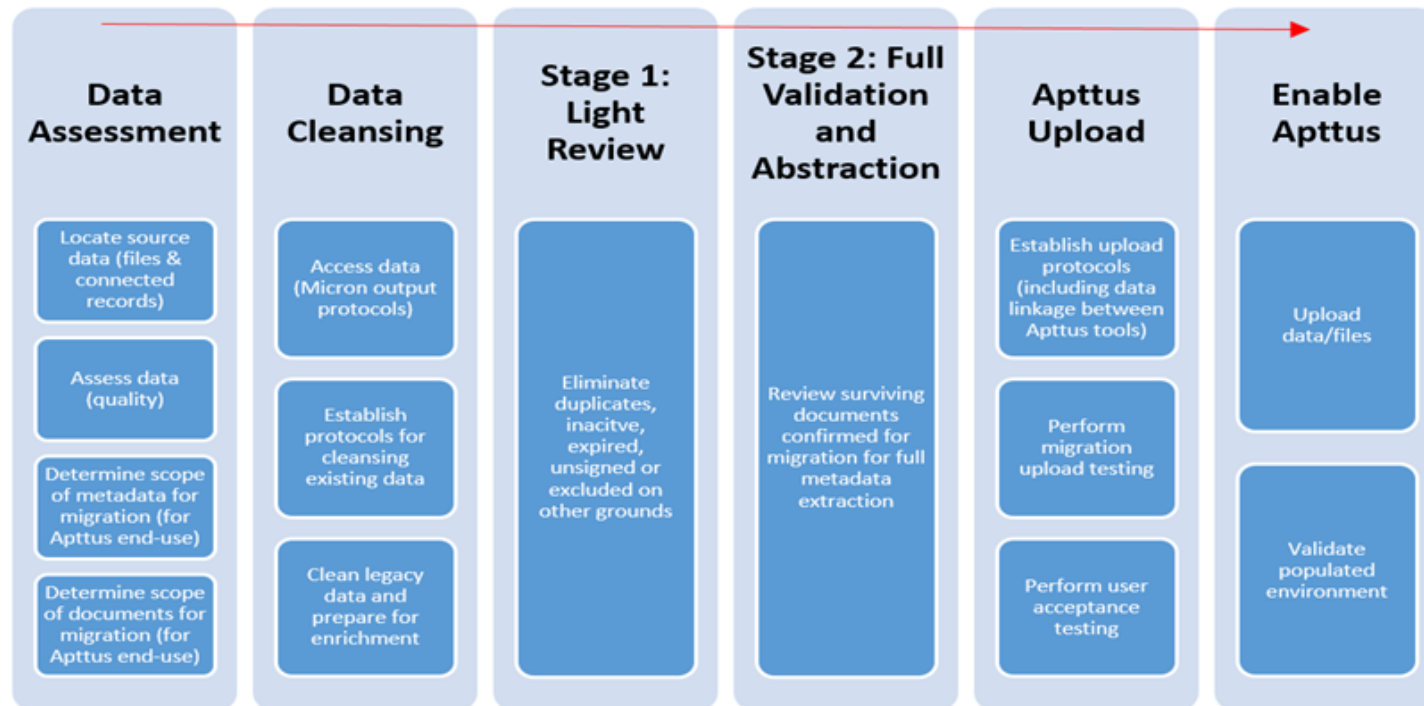 Data
Assessment
Locate source
data (files &
connected
records)
Assess data
(quality)
Determine scope
of metadata for
migration (for
Apttus end-use)
Determine scope
of documents for
migration (for
Apttus end-use)
Data
Cleansing
Access data
(Micron output
protocols)
Establish
protocols for
cleansing
existing data
Clean legacy
data and
prepare for
enrichment
Stage 1:
Light
Review
Eliminate
duplicates,
inacitve,
expired,
unsigned or
excluded on
other grounds
Stage 2: Full
Validation
and
Abstraction
Review surviving
documents
confirmed for
migration for full
metadata
extraction
Apttus
Upload
Establish upload
protocols
(including data
linkage between
Apttus tools)
Perform
migration
upload testing
Perform user
acceptance
testing
Enable
Apttus
Upload
data/files
Validate
populated
environment